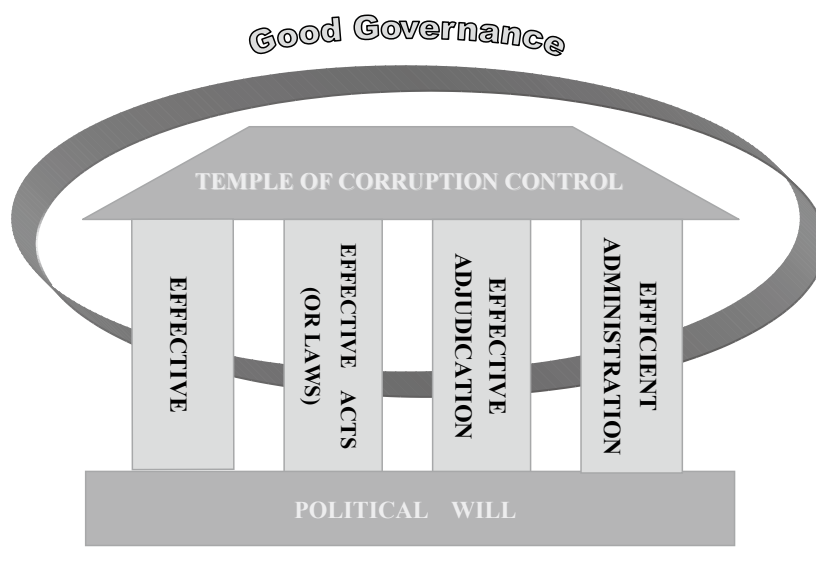 Good Governance
TEMPLE OF CORRUPTION CONTROL
EFFECTIVE
EFFECTIVE ACTS
(OR LAWS)
EFFECTIVE
ADJUDICATION
EFFICIENT
ADMINISTRATION
POLITICAL WILL